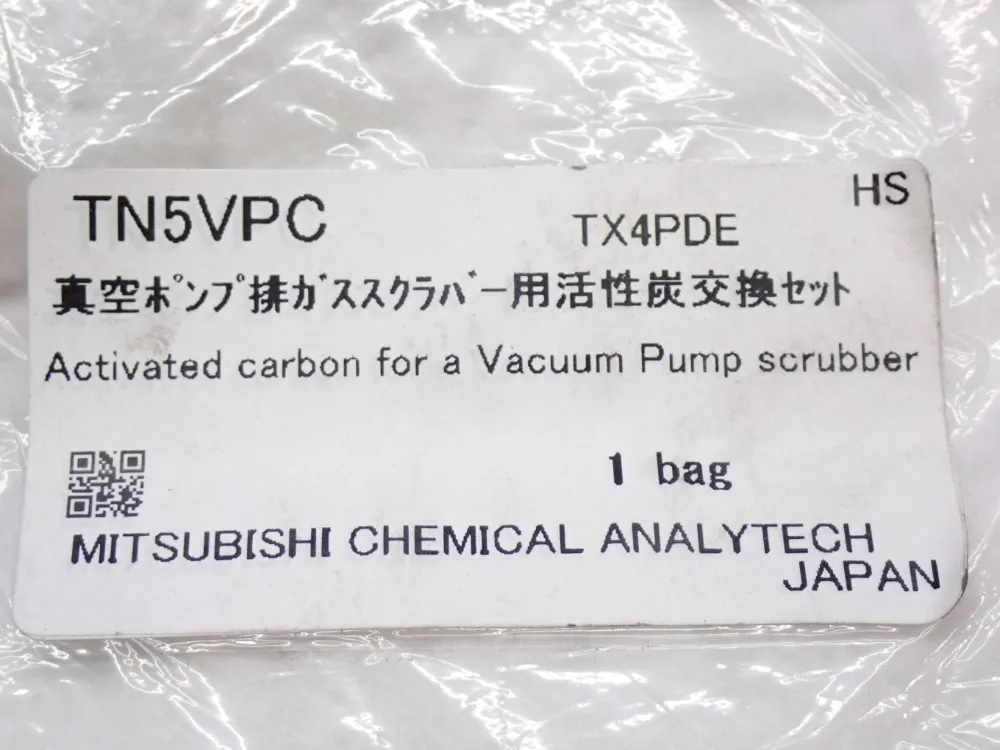 HS
TN5VPC TX4PDE
真空ポンプ排ガススクラバー用活性炭交換セット
Activated carbon for a Vacuum Pump scrubber
1 bag
MITSUBISHI CHEMICAL ANALYTECH
JAPAN